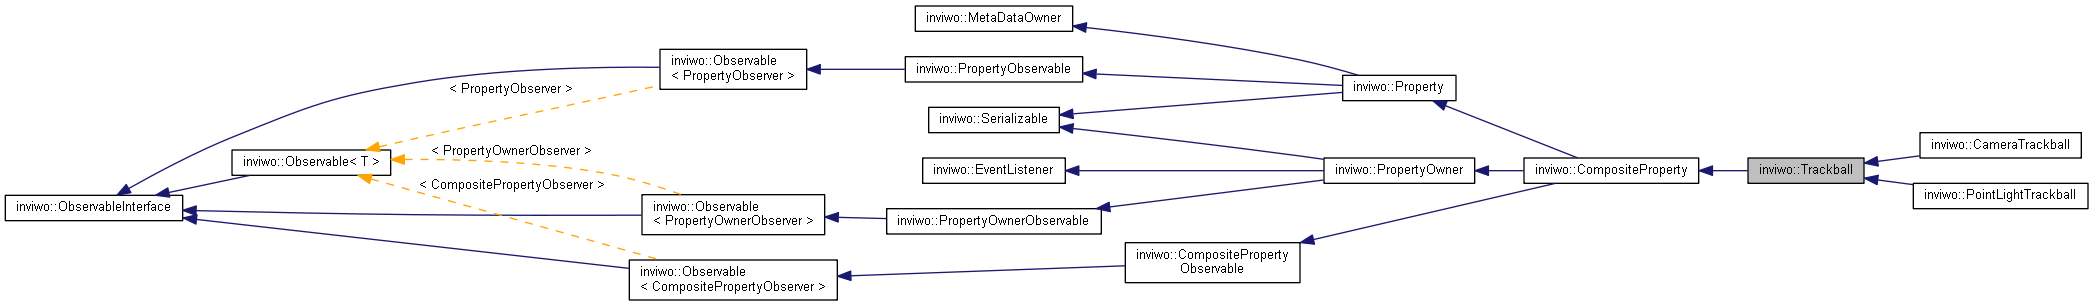 inviwo::MetaDataOwner
inviwo::Observable
< PropertyObserver >
inviwo::PropertyObservable
inviwo::Property
< PropertyObserver >
inviwo::Serializable
inviwo::CameraTrackball
< PropertyOwnerObserver >
inviwo::Observable< T >
inviwo::EventListener
inviwo::PropertyOwner
inviwo::CompositeProperty
inviwo::Trackball
< CompositePropertyObserver >
inviwo::PointLightTrackball
inviwo::ObservableInterface
inviwo::Observable
< PropertyOwnerObserver >
inviwo::PropertyOwnerObservable
inviwo::CompositeProperty
Observable
inviwo::Observable
< CompositePropertyObserver >